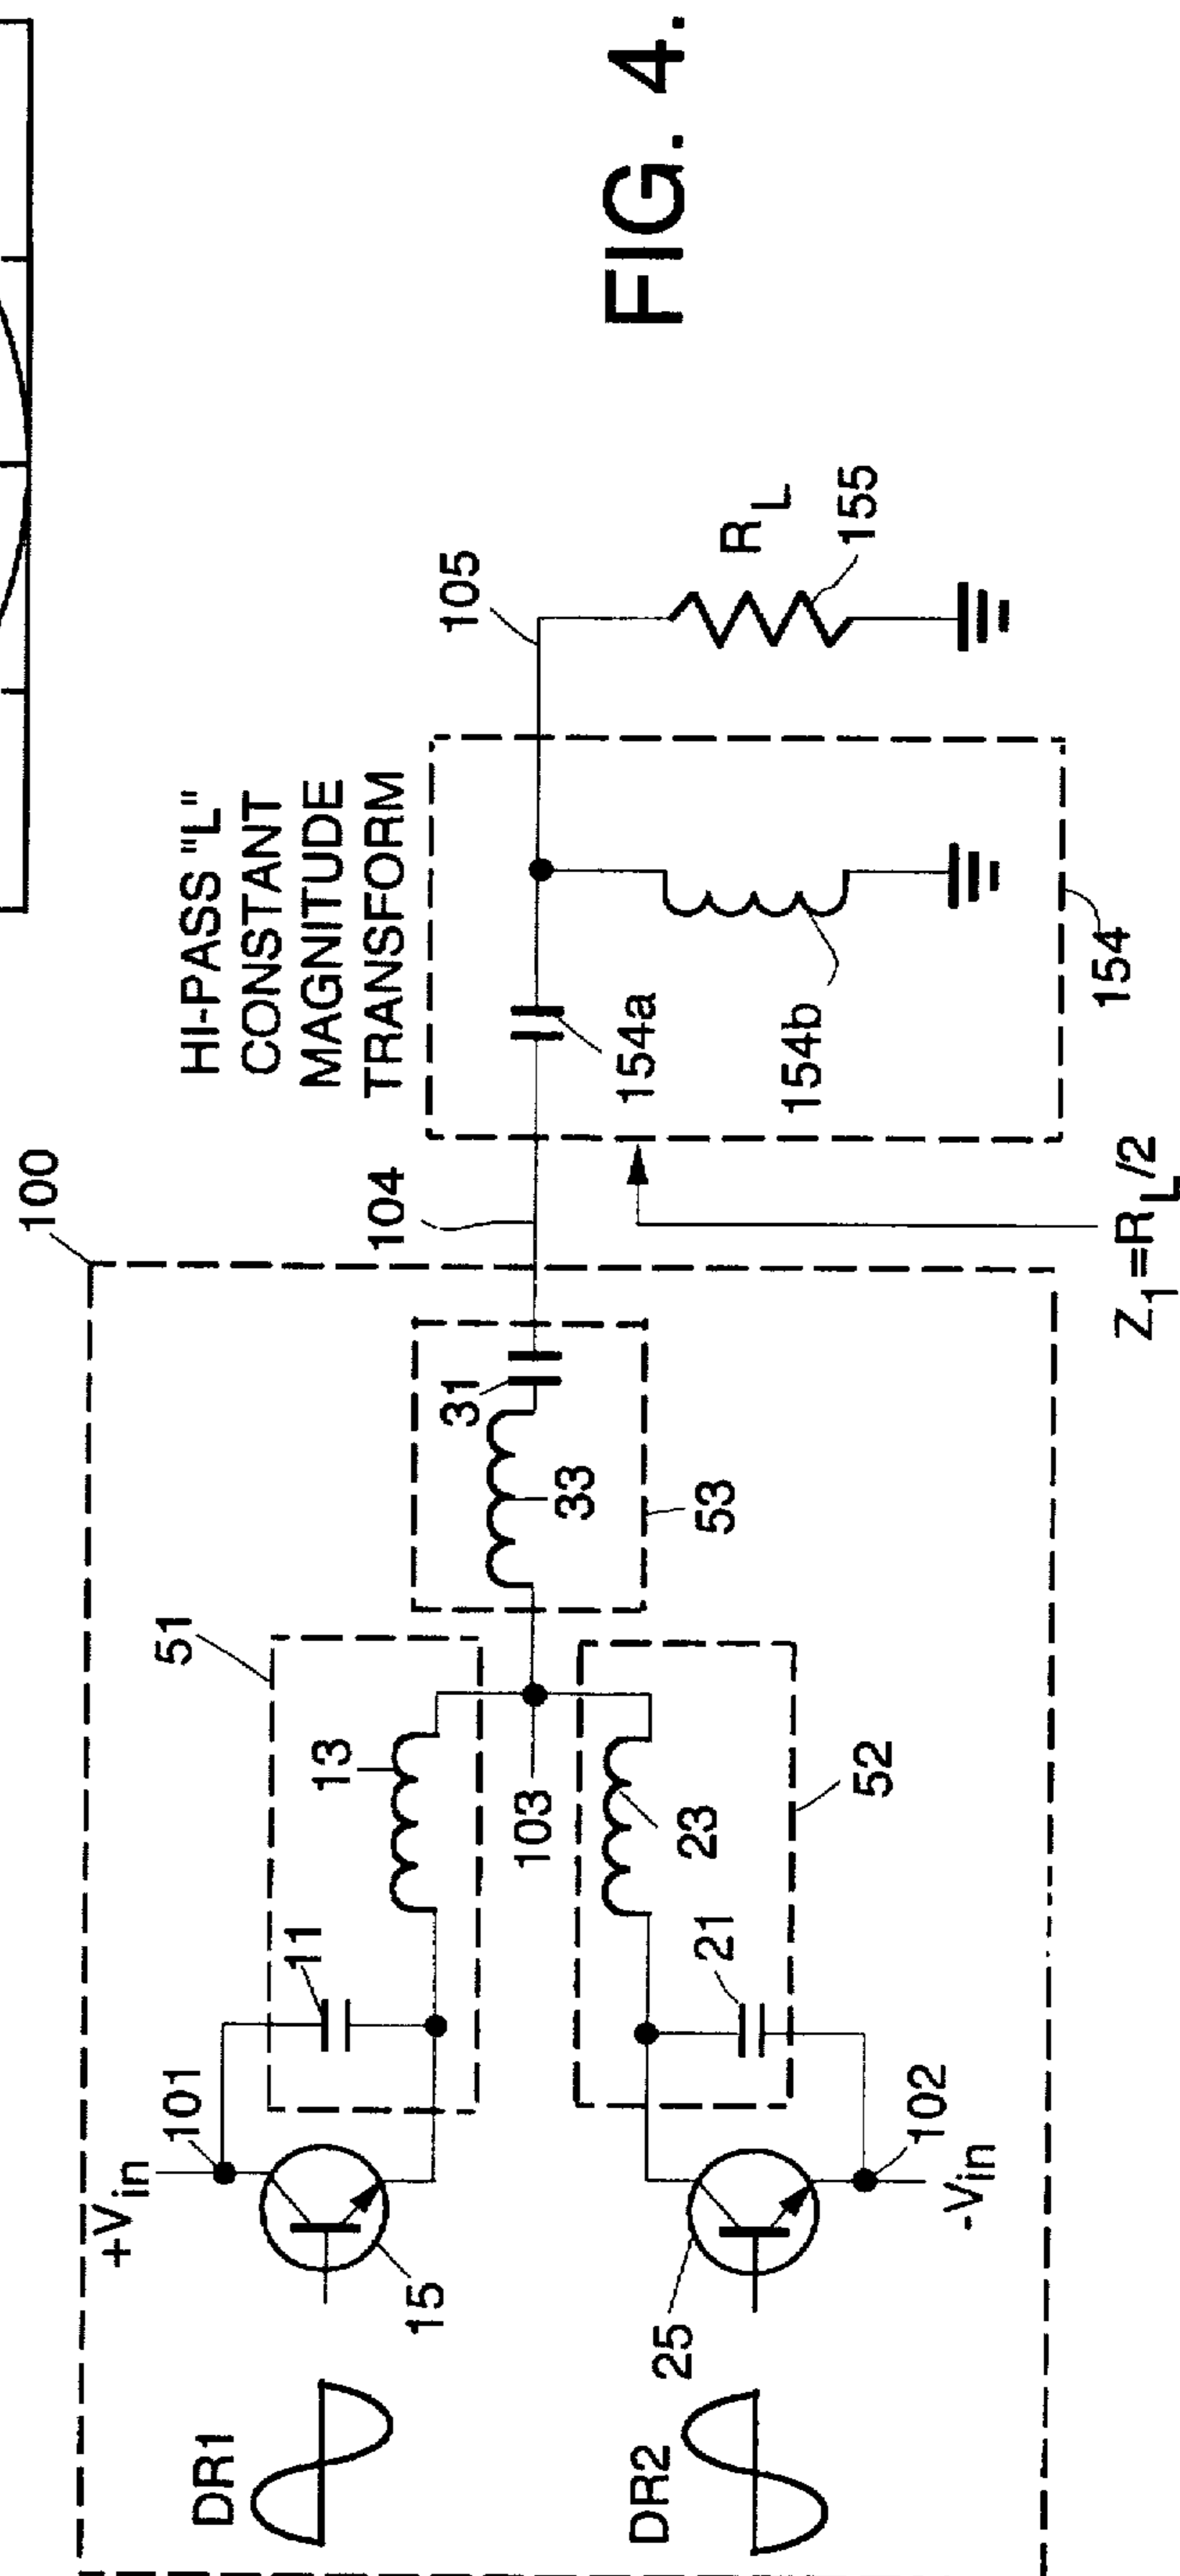 FIG. 4.
HI-PASS "L"
CONSTANT
MAGNITUDE
TRANSFORM
100
104
105
R L
155
154a
154b
154
Z1=RL/2
51
13
11
103
31
33
53
23
21
52
+Vin
101
15
DR1
25
DR2
102
-Vin